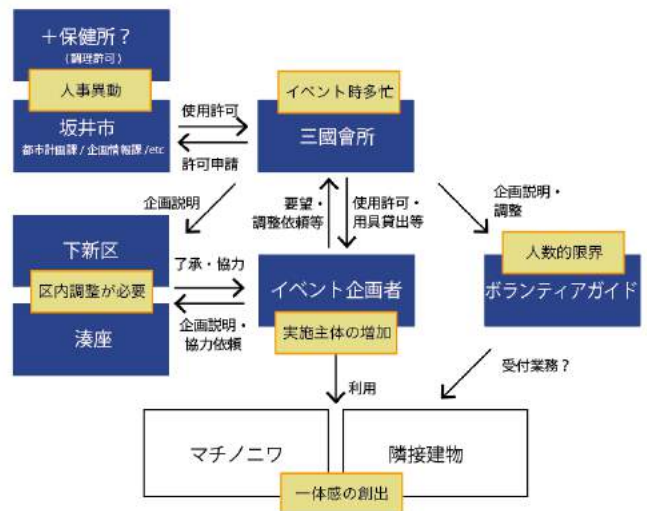 ＋保健所？
（調理許可）
人事異動
坂井市
都市計画課 / 企画情報課 / etc
使用許可
許可申請
イベント時多忙
三國會所
企画説明
要望・
調整依頼等
使用許可・
用具貸出等
企画説明・
調整
下新区
区内調整が必要
湊座
了承・協力
企画説明・
協力依頼
イベント企画者
実施主体の増加
人数的限界
ボランティアガイド
利用
受付業務？
マチノニワ
隣接建物
一体感の創出